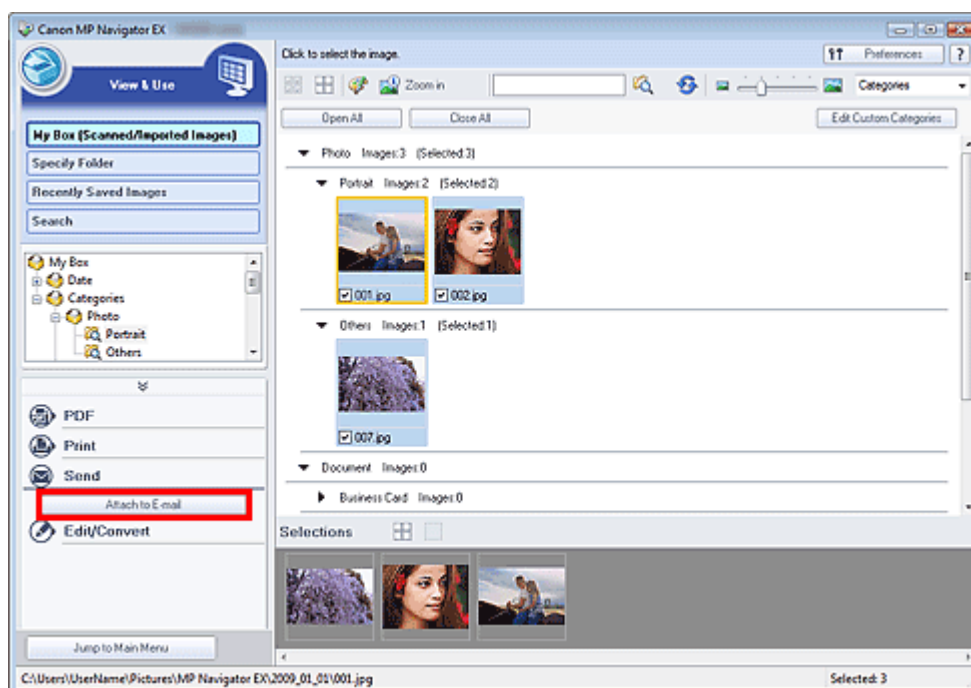 Canon MP Navigator EX
Click to select the image.
Preferences
?
View & Use
Zoom in
Categories
My Box (Scanned/Imported Images)
Specify Folder
Recently Saved Images
Search
Open All
Close All
Edit Custom Categories
My Box
Date
Categories
Photo
Portrait
Others
PDF
Print
Send
Attach to E-mail
Edit/Convert
Jump to Main Menu
Photo Images:3 (Selected:3)
Portrait Images:2 (Selected:2)
001.jpg
002.jpg
Others Images:1 (Selected:1)
007.jpg
Document Images:0
Business Card Images:0
Selections
C:\Users\UserName\Pictures\MP Navigator EX\2009_01_01\001.jpg
Selected: 3